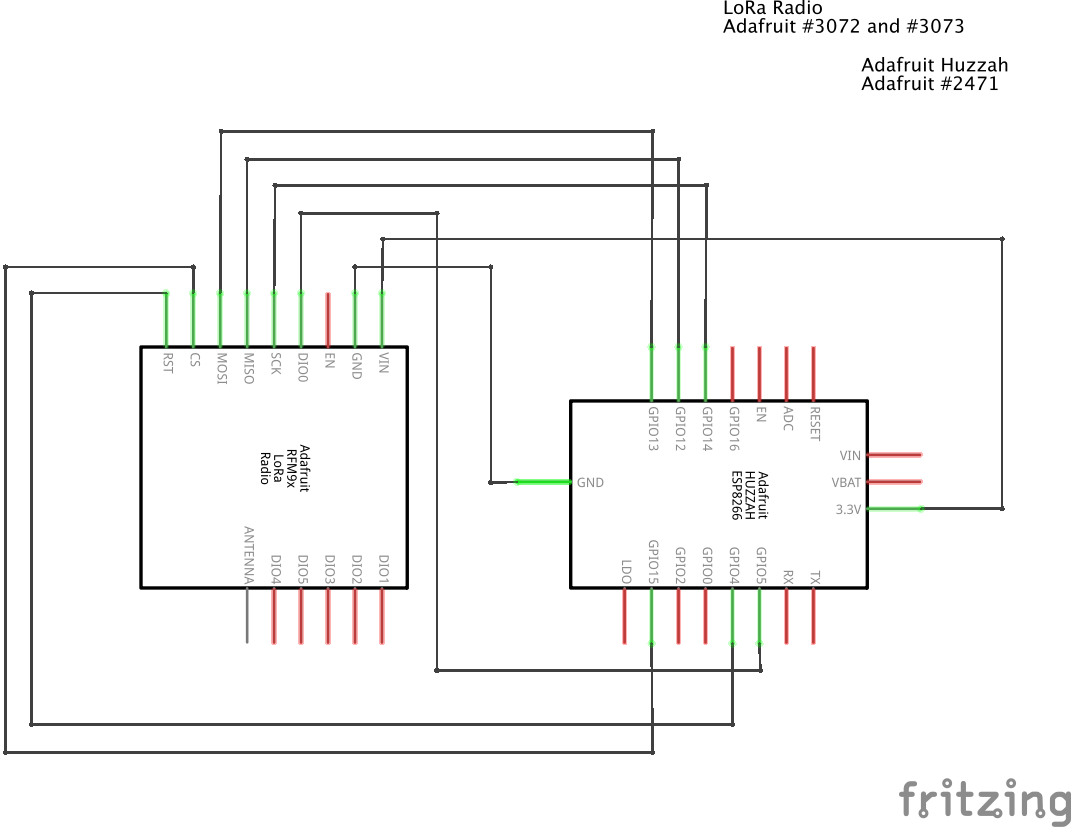 LoRa Radio
Adafruit #3072 and #3073
Adafruit Huzzah
Adafruit #2471
RST
CS
MOSI
MISO
SCK
DIO0
EN
GND
VIN
Adafruit
RFM9x
LoRa
Radio
ANTENNA
DIO4
DIO5
DIO3
DIO2
DIO1
GPIO13
GPIO12
GPIO14
GPIO16
EN
ADC
RESET
VIN
VBAT
3.3V
GND
Adafruit
HUZZAH
ESP8266
LDO
GPIO15
GPIO2
GPIO0
GPIO4
GPIO5
RX
TX
fritzing